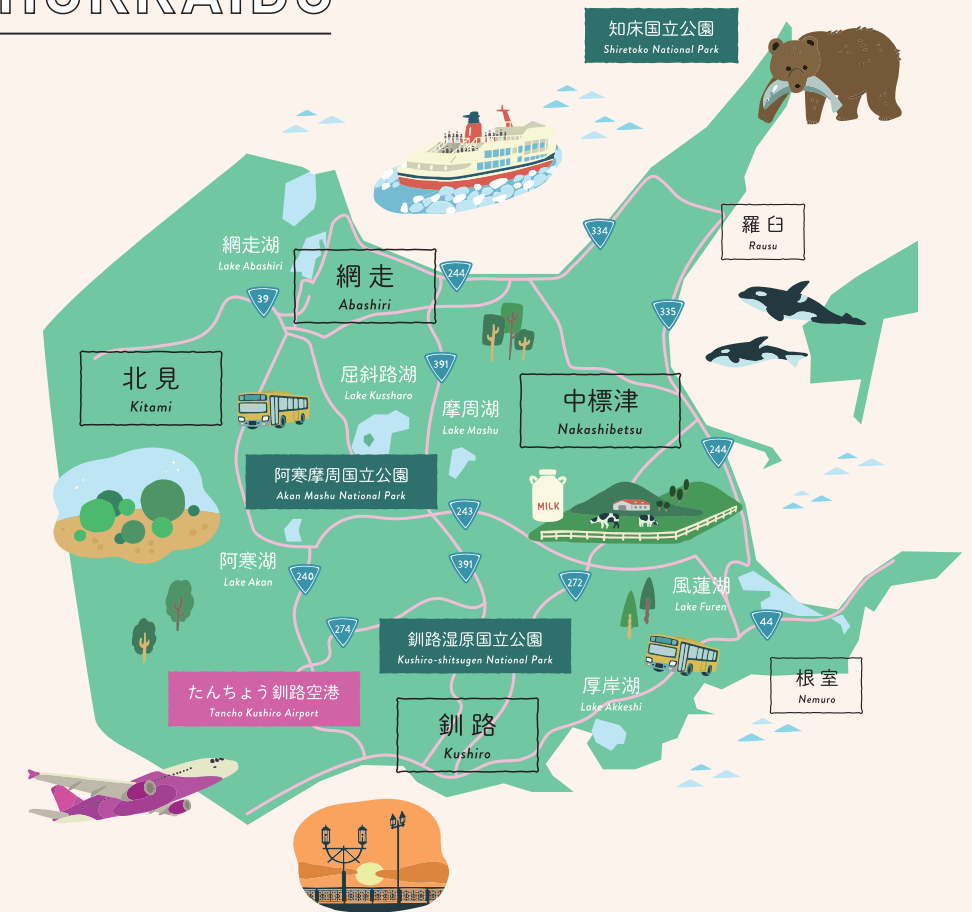 HOKKAIDO
知床国立公園
Shiretoko National Park
羅臼
Rausu
334
網走湖
Lake Abashiri
網走
Abashiri
244
39
335
北見
Kitami
屈斜路湖
Lake Kussharo
391
摩周湖
Lake Mashu
中標津
Nakashibetsu
244
阿寒摩周国立公園
Akan Mashu National Park
243
MILK
阿寒湖
Lake Akan
240
391
272
風蓮湖
Lake Furen
44
274
釧路湿原国立公園
Kushiro-shitsugen National Park
根室
Nemuro
たんちょう釧路空港
Tancho Kushiro Airport
厚岸湖
Lake Akkeshi
釧路
Kushiro